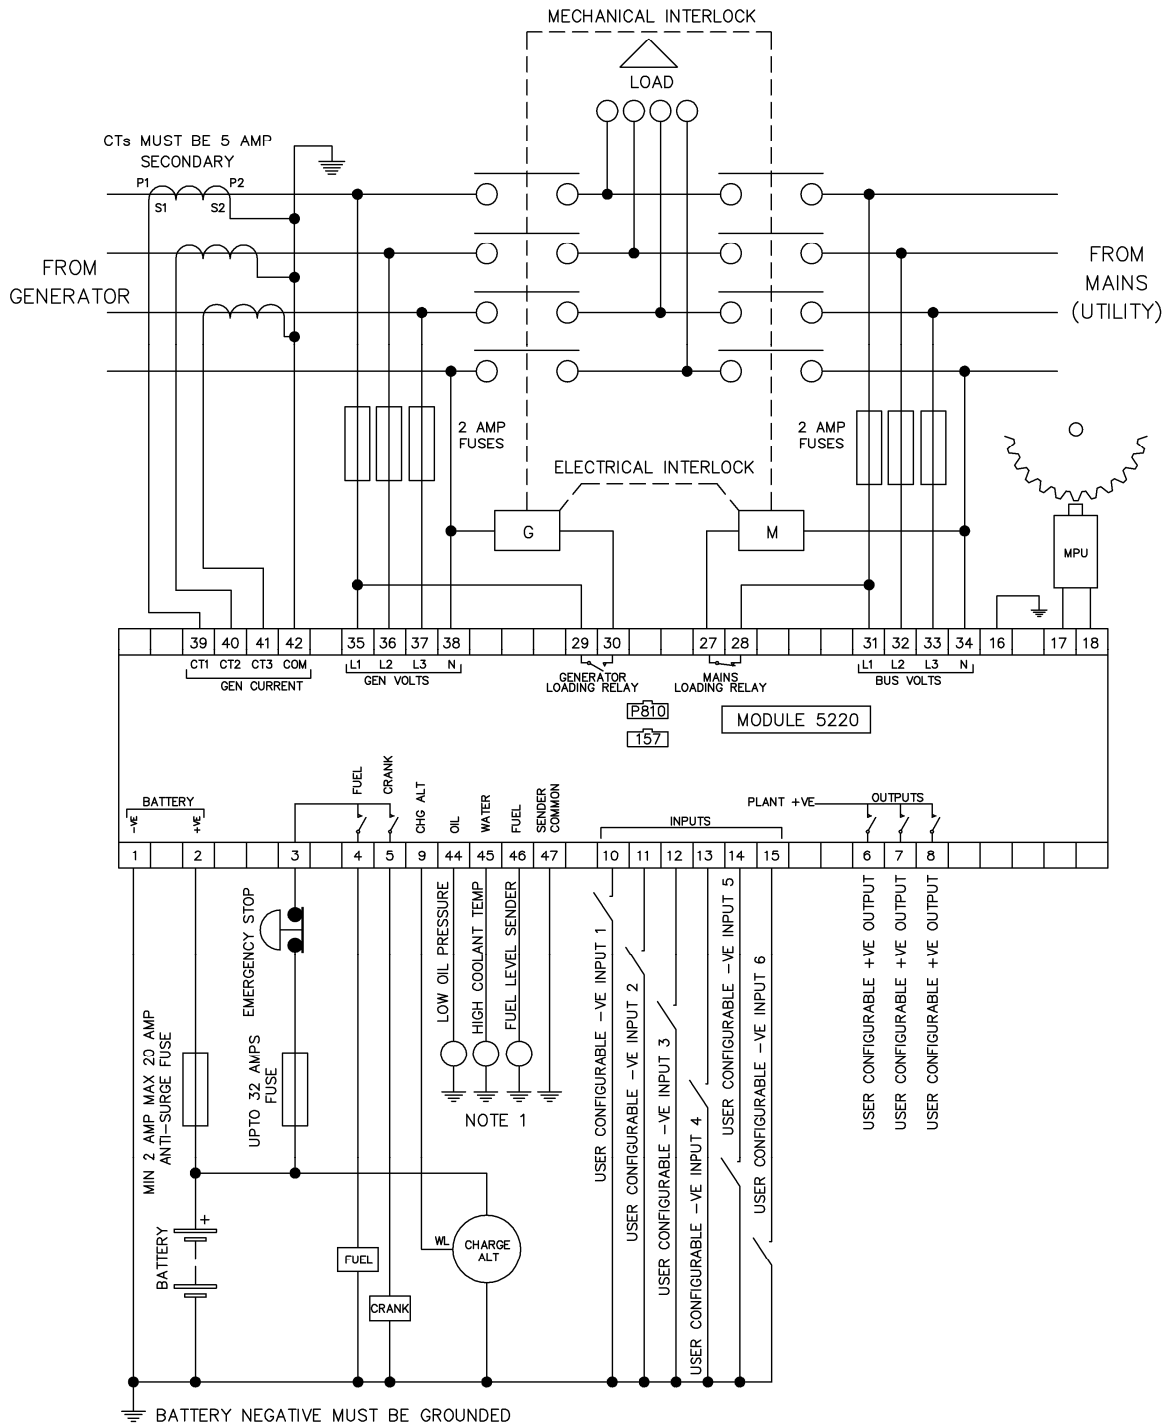 MECHANICAL INTERLOCK
LOAD
CTs MUST BE 5 AMP
SECONDARY
P1
P2
S1
S2
FROM
GENERATOR
FROM
MAINS
(UTILITY)
2 AMP
FUSES
2 AMP
FUSES
ELECTRICAL INTERLOCK
G
M
MPU
39
40
41
42
35
36
37
38
29
30
27
28
31
32
33
34
16
17
18
CT1
CT2
CT3
COM
GEN CURRENT
L1
L2
L3
N
GEN VOLTS
GENERATOR
LOADING RELAY
MAINS
LOADING RELAY
L1
L2
L3
N
BUS VOLTS
P810
157
MODULE 5220
BATTERY
-VE
+VE
FUEL
CRANK
CHG ALT
OIL
WATER
FUEL
SENDER
COMMON
INPUTS
PLANT +VE
OUTPUTS
1
2
3
4
5
9
44
45
46
47
10
11
12
13
14
15
6
7
8
MIN 2 AMP MAX 20 AMP
ANTI-SURGE FUSE
EMERGENCY STOP
UPTO 32 AMPS
FUSE
LOW OIL PRESSURE
HIGH COOLANT TEMP
FUEL LEVEL SENDER
NOTE 1
USER CONFIGURABLE -VE INPUT 1
USER CONFIGURABLE -VE INPUT 2
USER CONFIGURABLE -VE INPUT 3
USER CONFIGURABLE -VE INPUT 4
USER CONFIGURABLE -VE INPUT 5
USER CONFIGURABLE -VE INPUT 6
USER CONFIGURABLE +VE OUTPUT
USER CONFIGURABLE +VE OUTPUT
USER CONFIGURABLE +VE OUTPUT
BATTERY
+
FUEL
CRANK
WL
CHARGE
ALT
BATTERY NEGATIVE MUST BE GROUNDED